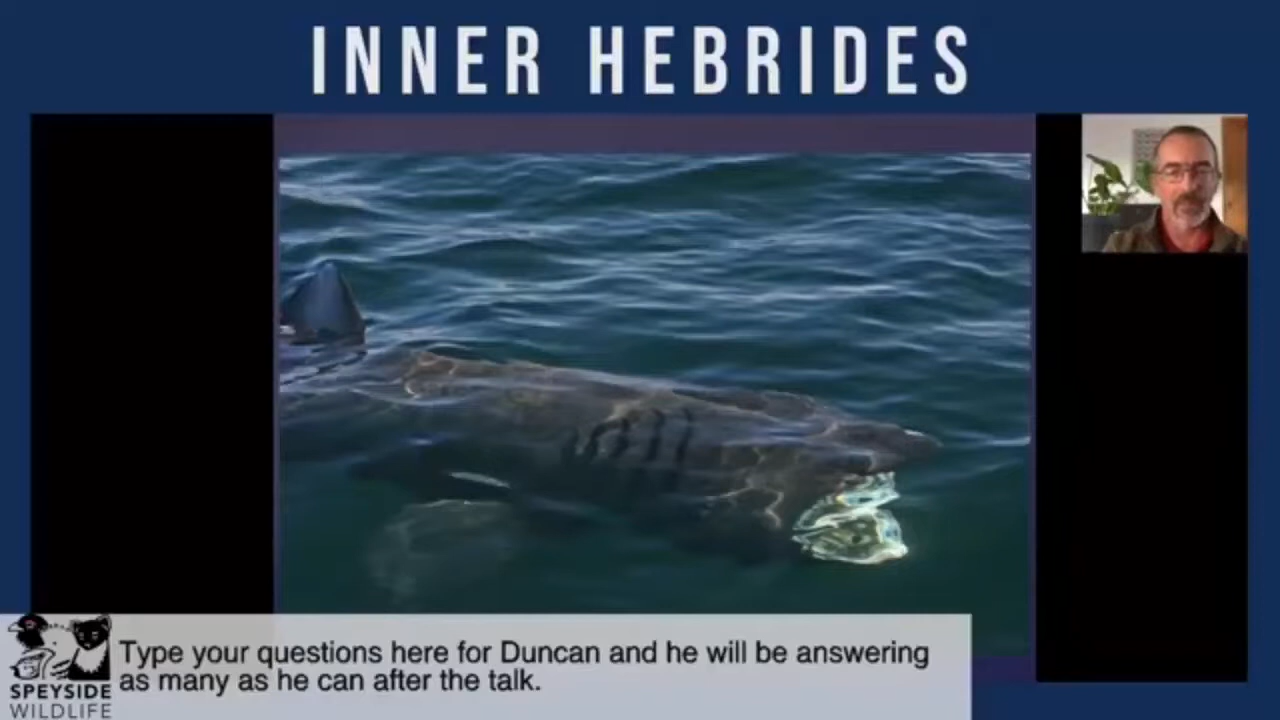 INNER HEBRIDES
Type your questions here for Duncan and he will be answering
as many as he can after the talk.
SPEYSIDE
WILDLIFE